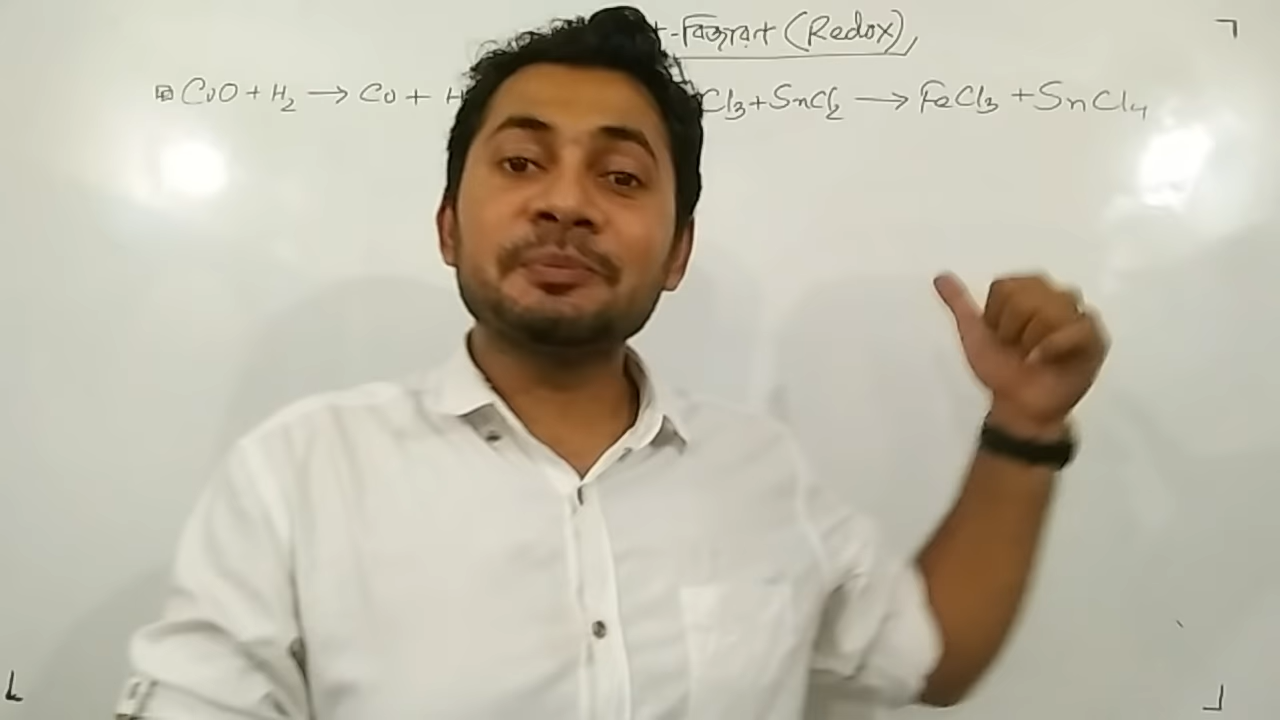 -বিজারণ (Redox),
CuO + H₂ → Cu + H
Cl₃ + SnCl₂ → FeCl₃ + SnCl₄